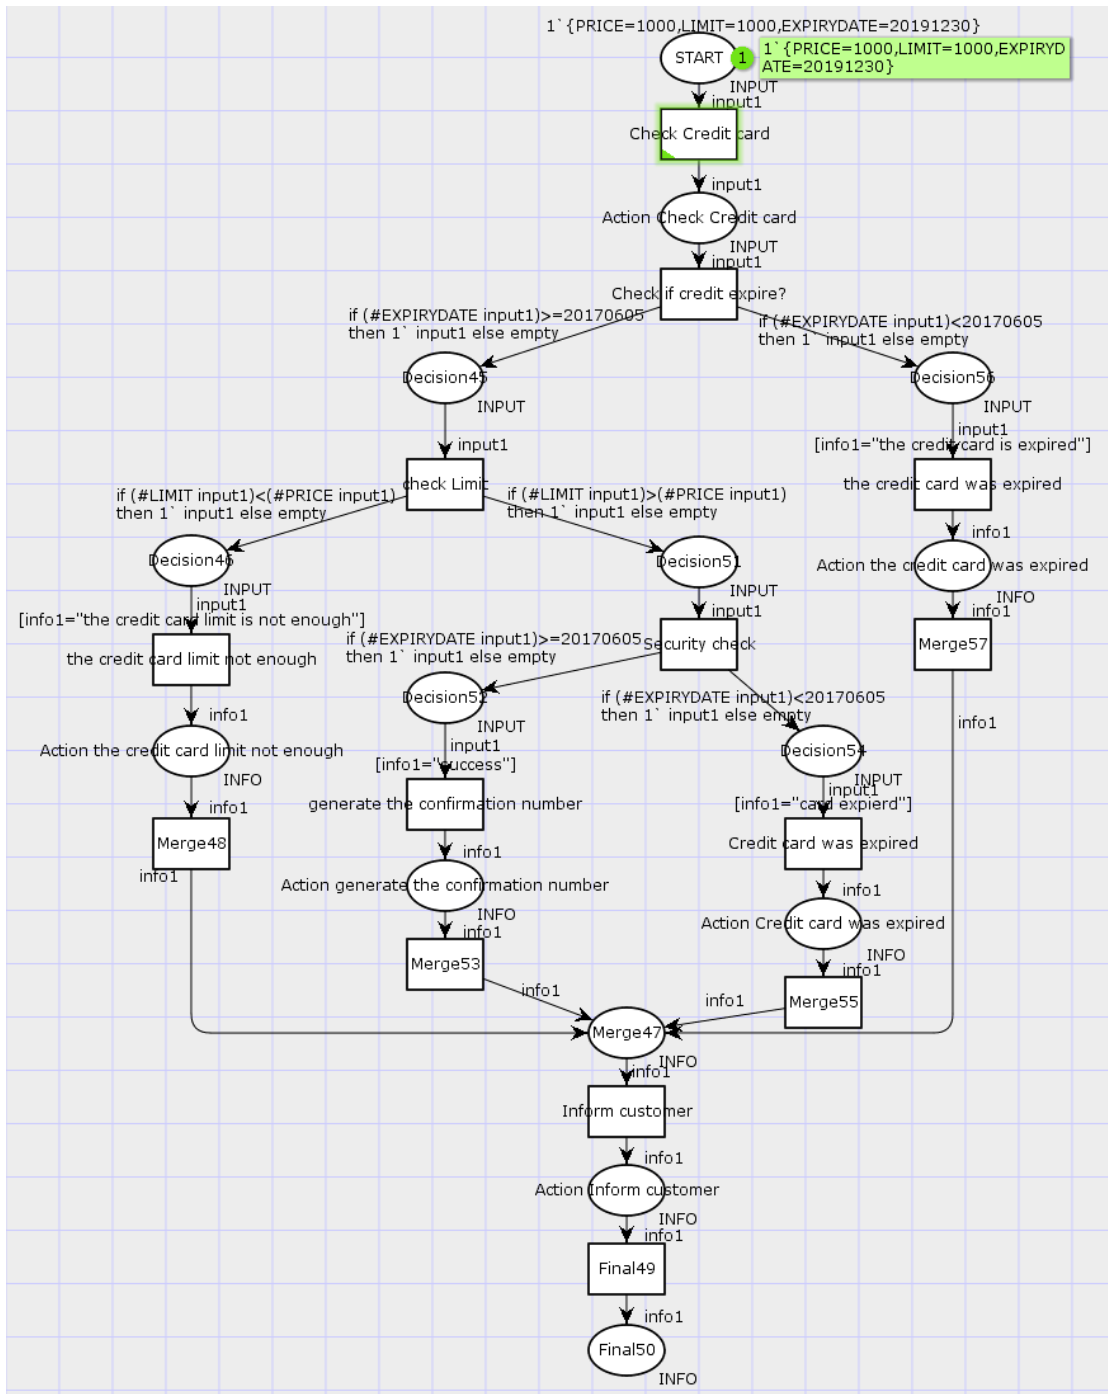 1`{PRICE=1000,LIMIT=1000,EXPIRYDATE=20191230}
START
1
1`{PRICE=1000,LIMIT=1000,EXPIRYD
ATE=20191230}
INPUT
input1
Check Credit card
input1
Action Check Credit card
INPUT
input1
Check if credit expire?
if (#EXPIRYDATE input1)>=20170605
then 1` input1 else empty
if (#EXPIRYDATE input1)<20170605
then 1` input1 else empty
Decision45
INPUT
Decision56
INPUT
input1
input1
[info1="the credit card is expired"]
check Limit
the credit card was expired
if (#LIMIT input1)<(#PRICE input1)
then 1` input1 else empty
if (#LIMIT input1)>(#PRICE input1)
then 1` input1 else empty
info1
Decision46
INPUT
Decision51
INPUT
Action the credit card was expired
INFO
input1
[info1="the credit card limit is not enough"]
input1
info1
the credit card limit not enough
if (#EXPIRYDATE input1)>=20170605
then 1` input1 else empty
Security check
Merge57
Decision52
INPUT
if (#EXPIRYDATE input1)<20170605
then 1` input1 else empty
info1
info1
Action the credit card limit not enough
INFO
input1
[info1="success"]
Decision54
INPUT
info1
generate the confirmation number
input1
[info1="card expierd"]
Merge48
info1
info1
Credit card was expired
Action generate the confirmation number
INFO
info1
info1
Action Credit card was expired
INFO
Merge53
info1
info1
Merge55
info1
Merge47
INFO
info1
Inform customer
info1
Action Inform customer
INFO
info1
Final49
info1
Final50
INFO